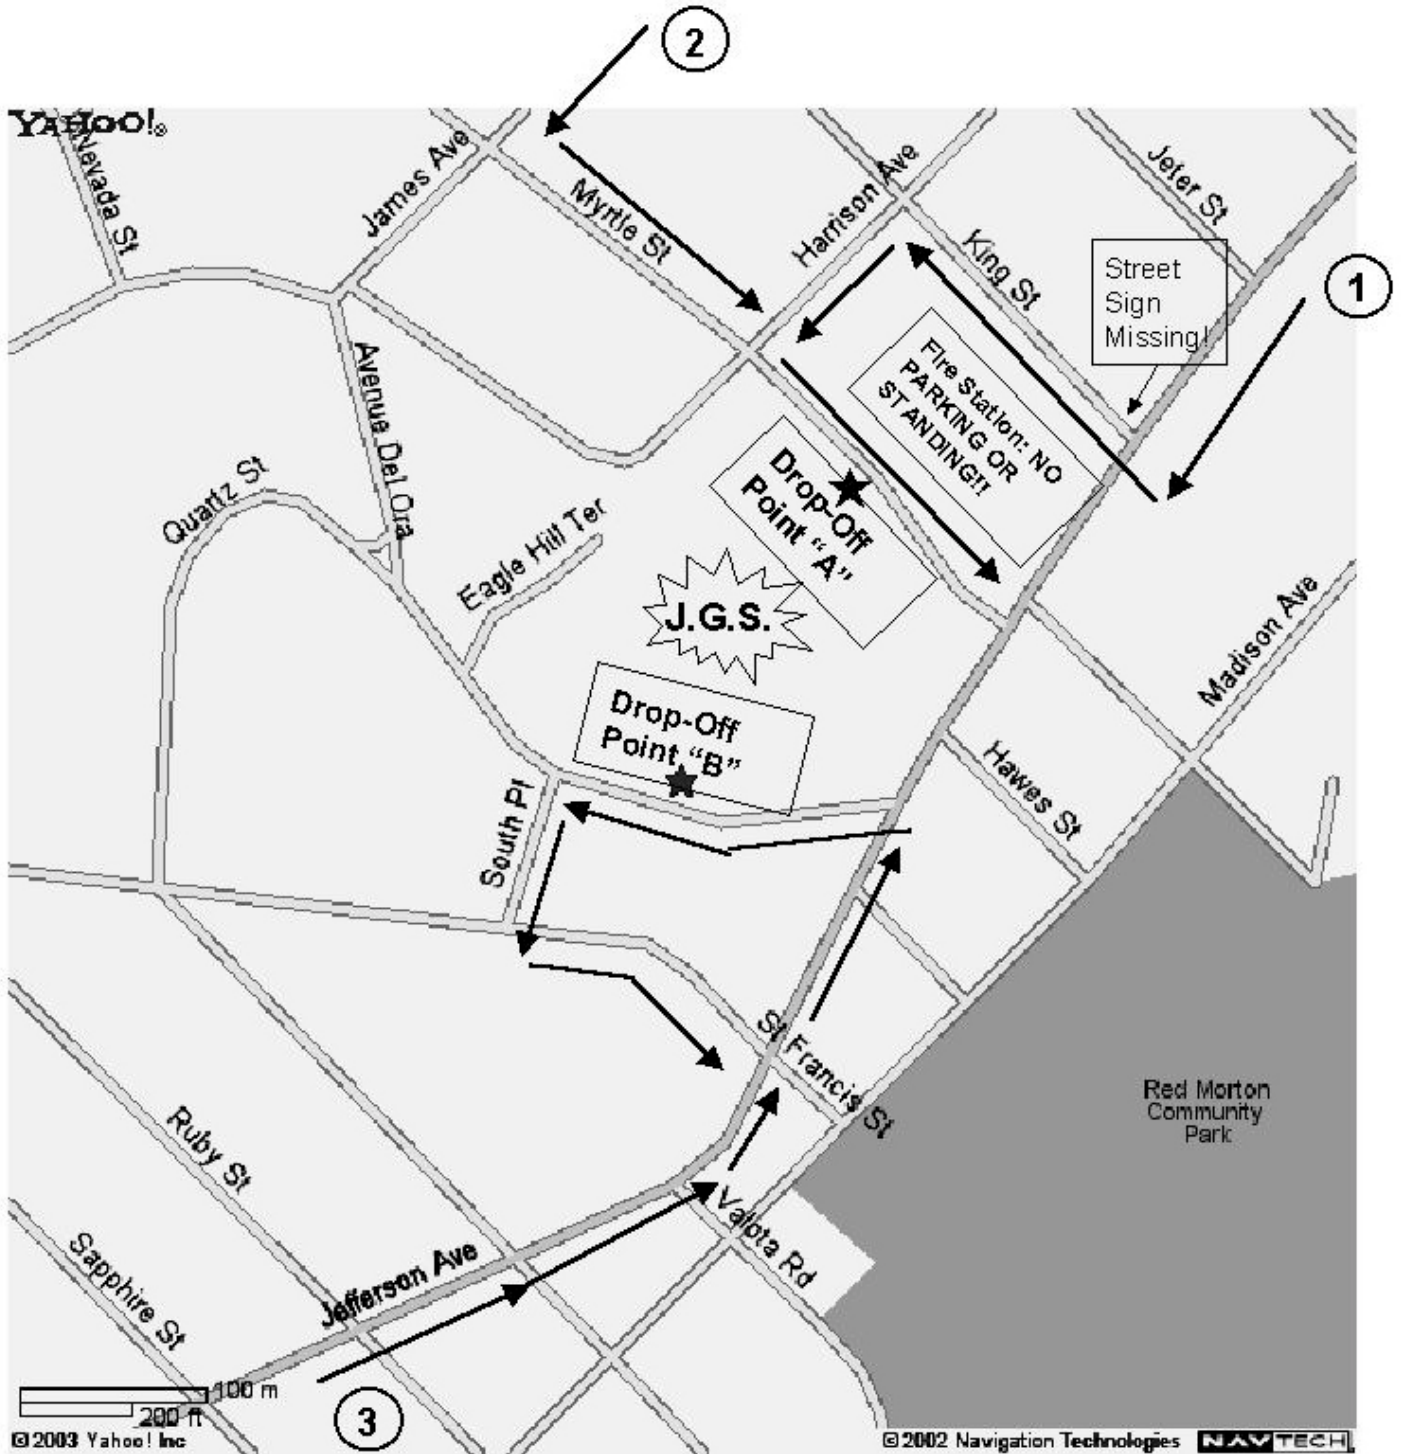 2
YAHOO!®
Nevada St
James Ave
Myrtle St
Harrison Ave
Jeter St
King St
Street
Sign
Missing!
1
Avenue Del Ora
Fire Station: NO
PARKING OR
STANDING!!
Quartz St
Eagle Hill Ter
Drop-Off
Point "A"
J.G.S.
Madison Ave
Drop-Off
Point "B"
South Pl
Hawes St
St Francis St
Red Morton
Community
Park
Ruby St
Valota Rd
Sapphire St
Jefferson Ave
3
100 m
200 ft
©2003 Yahoo! Inc
©2002 Navigation Technologies NAVTECH